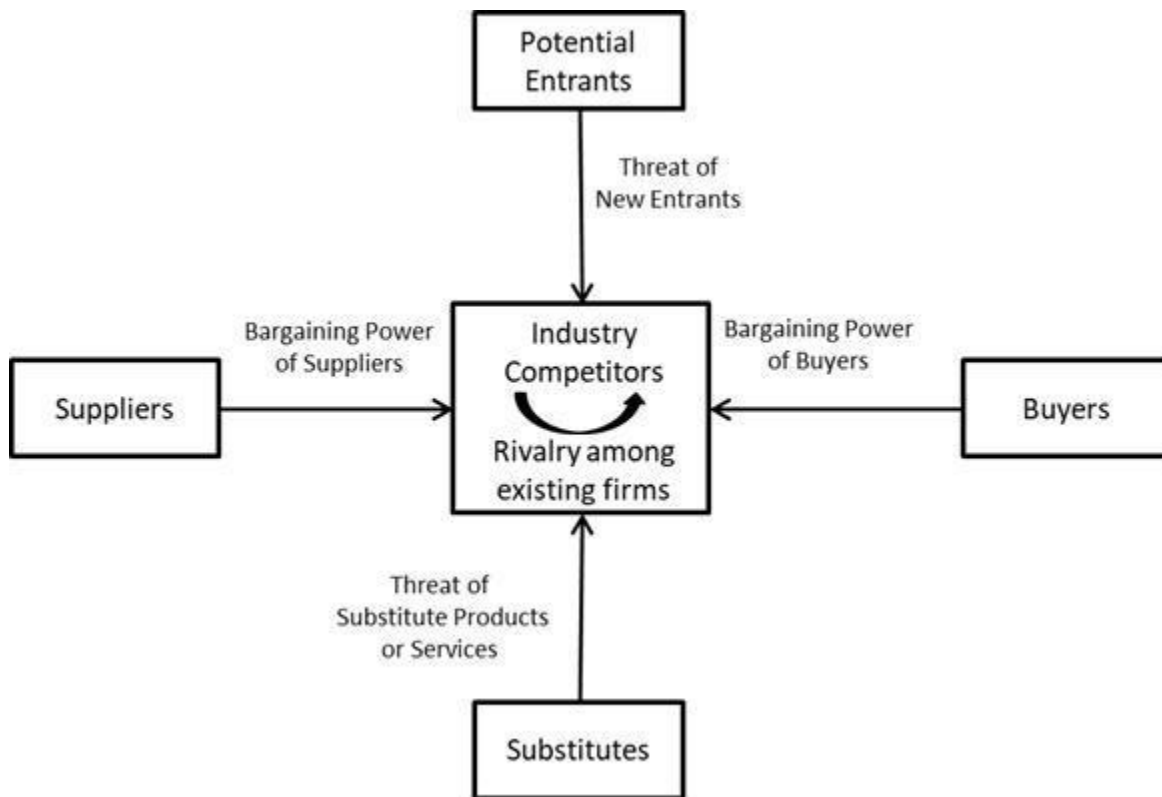 Potential
Entrants
Threat of
New Entrants
Bargaining Power
of Suppliers
Industry
Competitors
Bargaining Power
of Buyers
Suppliers
Buyers
Rivalry among
existing firms
Threat of
Substitute Products
or Services
Substitutes